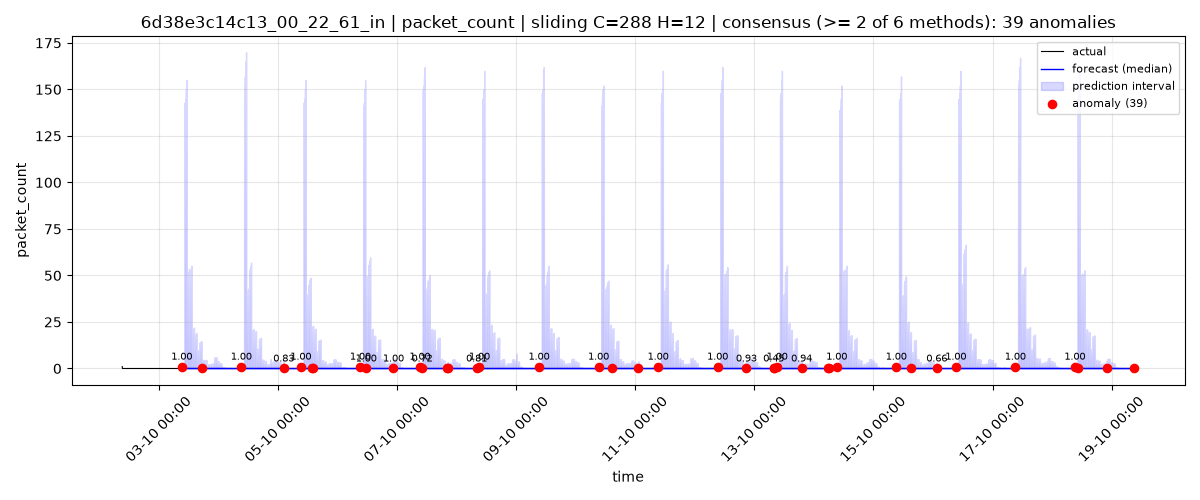 6d38e3c14c13_00_22_61_in | packet_count | sliding C=288 H=12 | consensus (>= 2 of 6 methods): 39 anomalies
175
150
125
100
75
50
25
0
packet_count
actual
forecast (median)
prediction interval
anomaly (39)
1.00 1.00 0.83 1.00 1.00 1.00 0.72 1.00 1.00 1.00 1.00 0.93 1.00 0.94 1.00 1.00 0.66 1.00 1.00 1.00
03-10 00:00 05-10 00:00 07-10 00:00 09-10 00:00 11-10 00:00 13-10 00:00 15-10 00:00 17-10 00:00 19-10 00:00
time